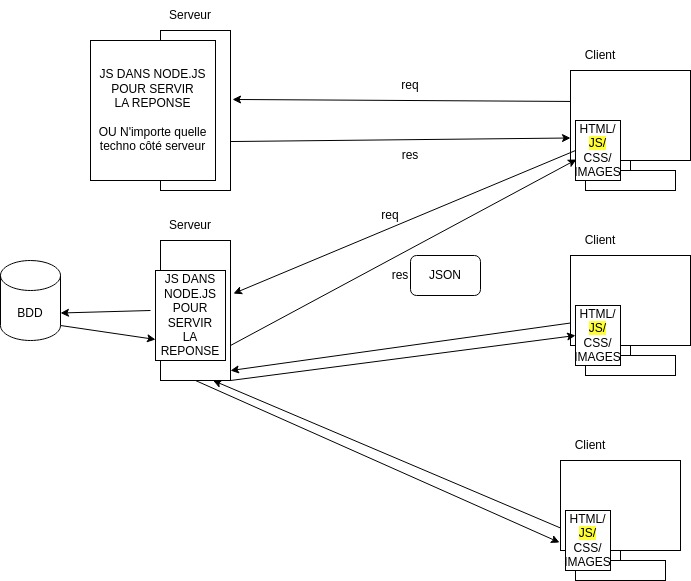 Serveur
JS DANS NODE.JS
POUR SERVIR
LA REPONSE
OU N'importe quelle
techno côté serveur
req
res
Client
HTML/
JS/
CSS/
IMAGES
Serveur
req
res
JSON
BDD
JS DANS
NODE.JS
POUR
SERVIR
LA
REPONSE
Client
HTML/
JS/
CSS/
IMAGES
Client
HTML/
JS/
CSS/
IMAGES